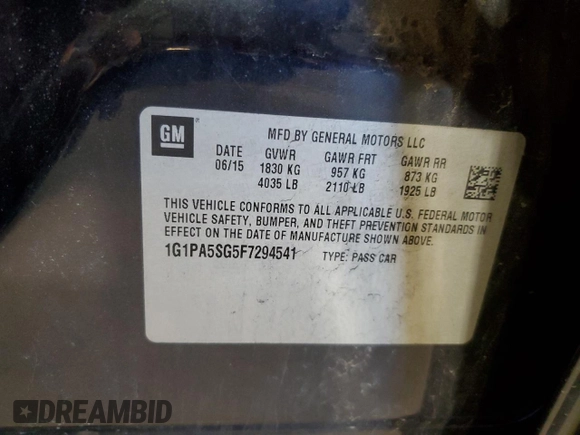 GM
®
MFD BY GENERAL MOTORS LLC
DATE GVWR GAWR FRT GAWR RR
06/15 1830 KG 957 KG 873 KG
4035 LB 2110 LB 1925 LB
THIS VEHICLE CONFORMS TO ALL APPLICABLE U.S. FEDERAL MOTOR
VEHICLE SAFETY, BUMPER, AND THEFT PREVENTION STANDARDS IN
EFFECT ON THE DATE OF MANUFACTURE SHOWN ABOVE.
1G1PA5SG5F7294541 TYPE: PASS CAR
DREAMBID